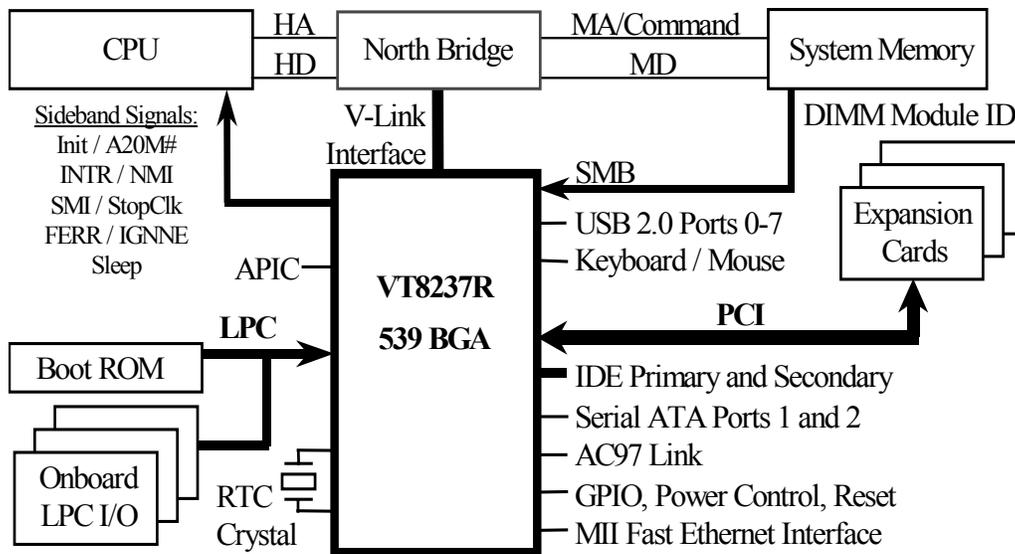 CPU
HA
HD
North Bridge
MA/Command
MD
System Memory
Sideband Signals:
Init / A20M#
INTR / NMI
SMI / StopClk
FERR / IGNNE
Sleep
V-Link
Interface
DIMM Module ID
SMB
Expansion
Cards
USB 2.0 Ports 0-7
Keyboard / Mouse
APIC
VT8237R
539 BGA
PCI
LPC
Boot ROM
IDE Primary and Secondary
Serial ATA Ports 1 and 2
AC97 Link
GPIO, Power Control, Reset
MII Fast Ethernet Interface
Onboard
LPC I/O
RTC
Crystal